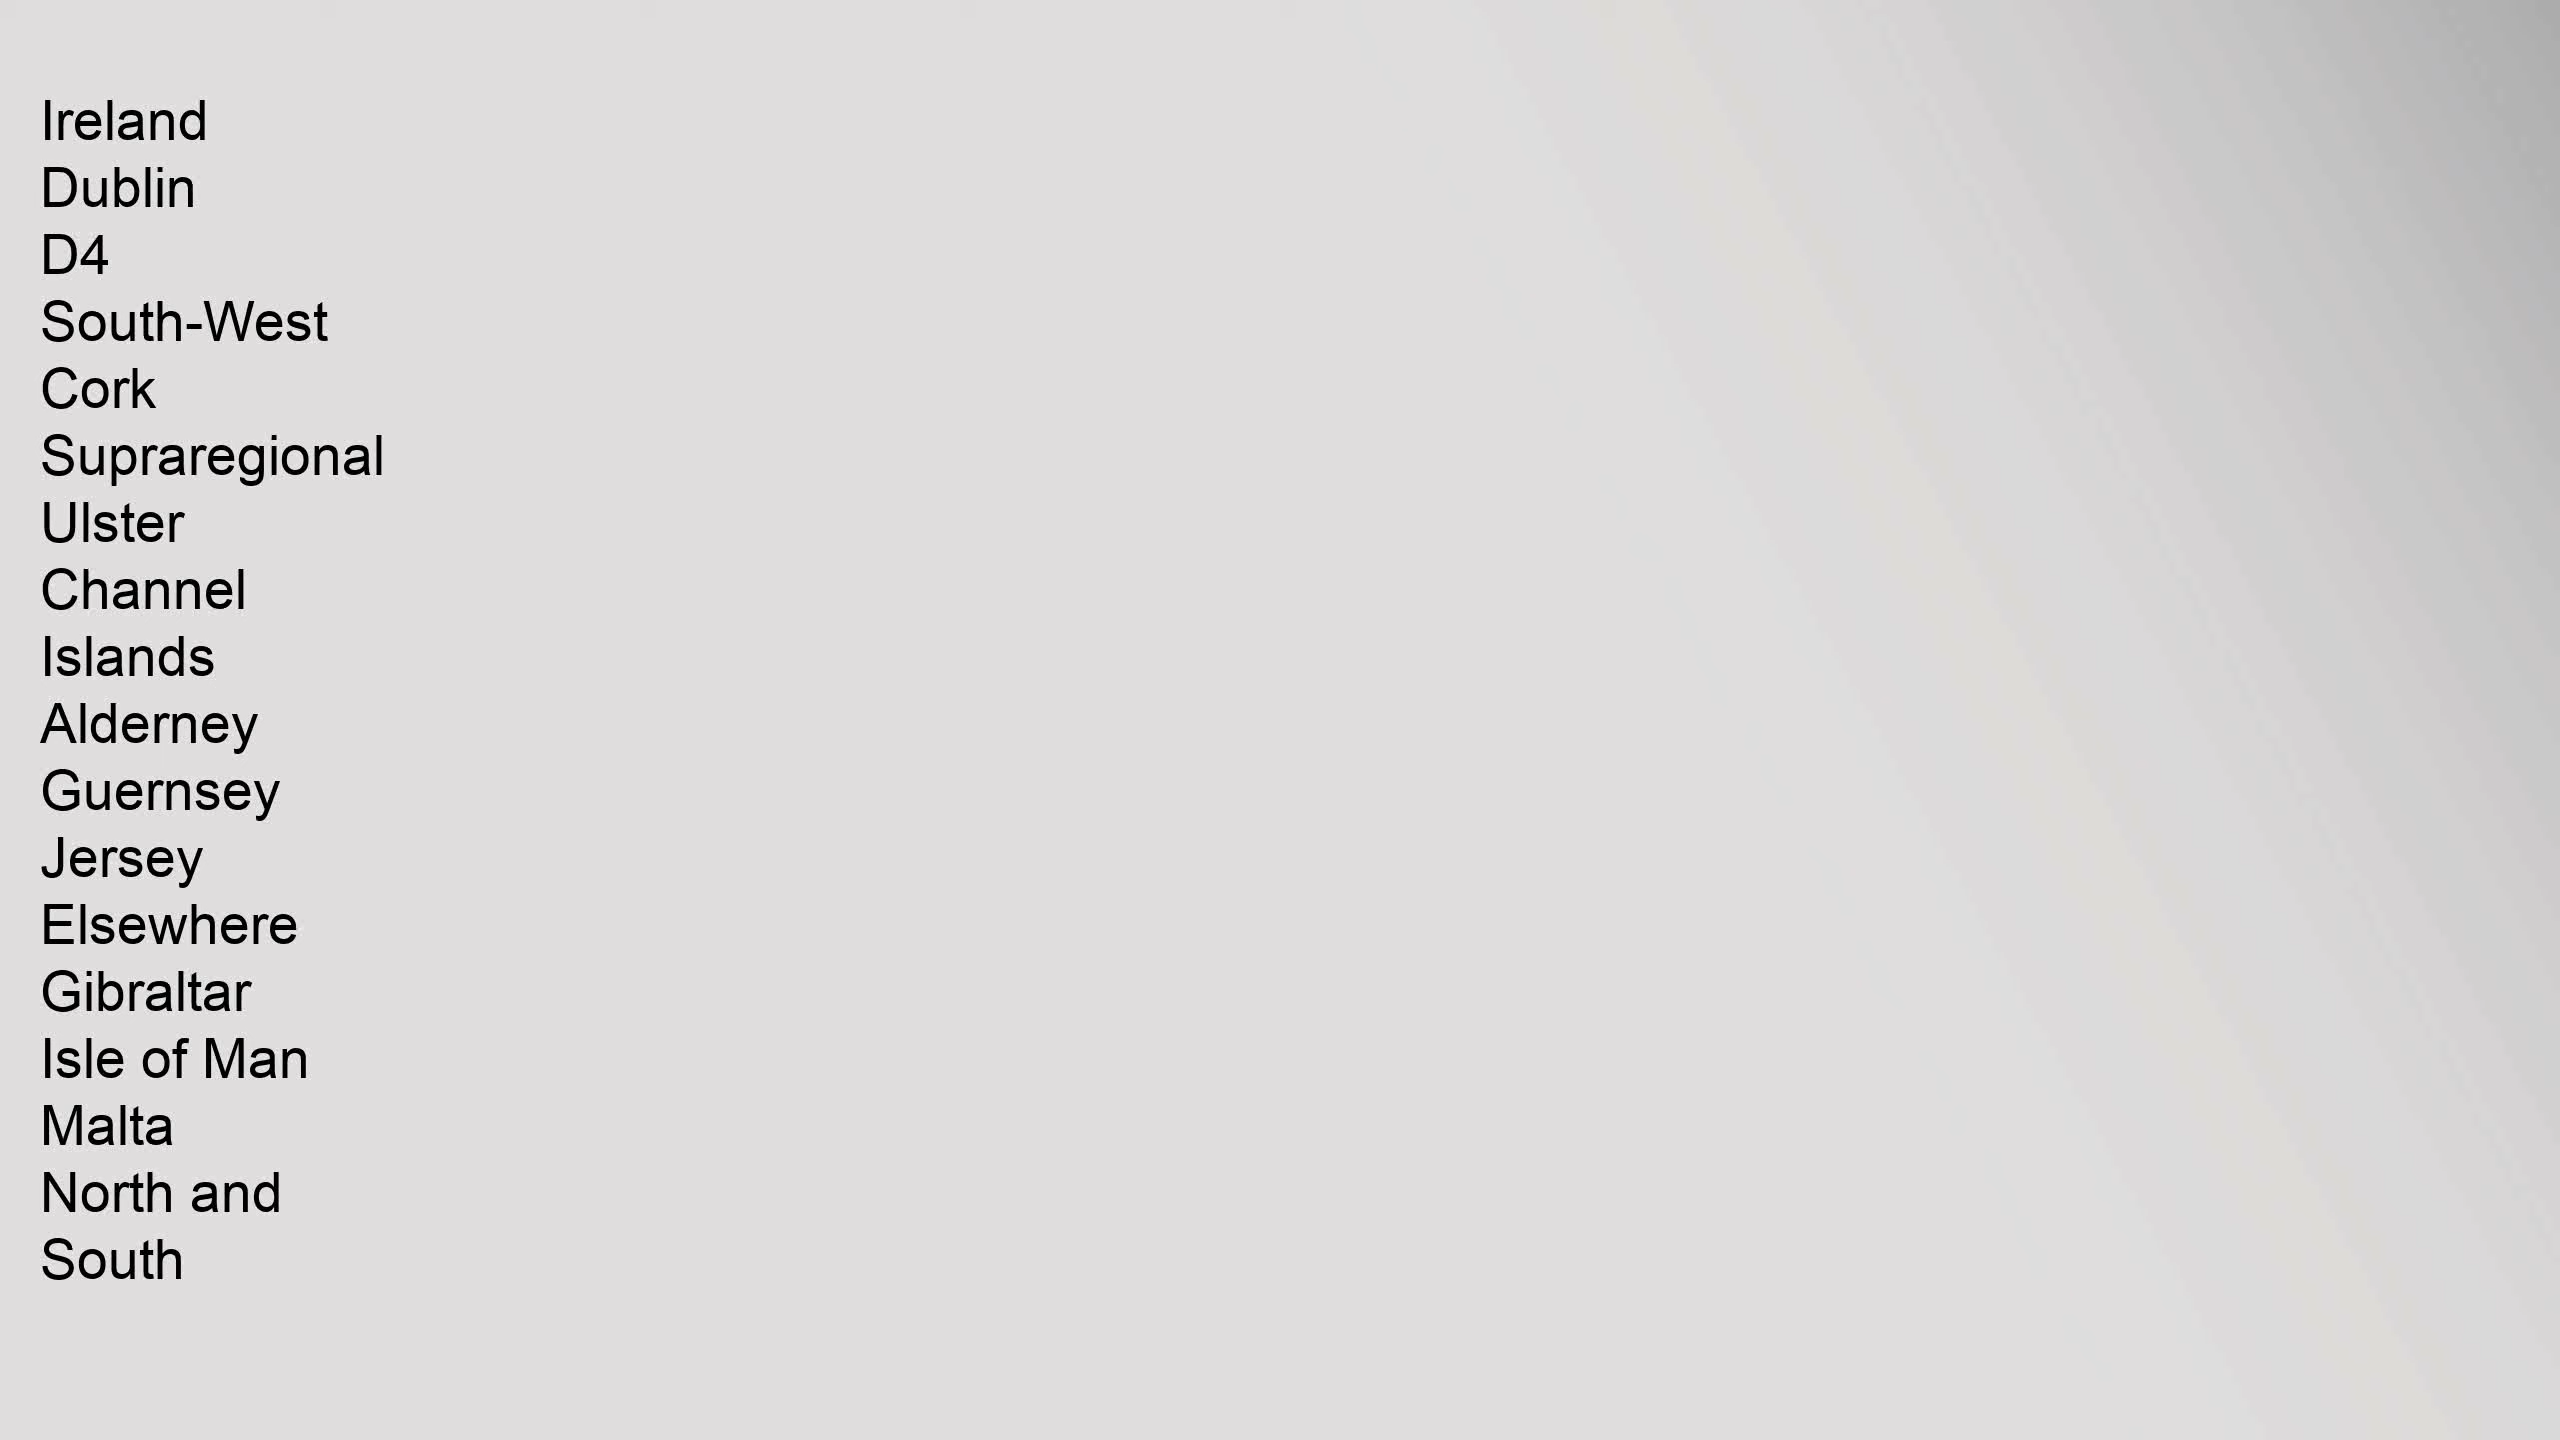 Ireland
Dublin
D4
South-West
Cork
Supraregional
Ulster
Channel
Islands
Alderney
Guernsey
Jersey
Elsewhere
Gibraltar
Isle of Man
Malta
North and
South